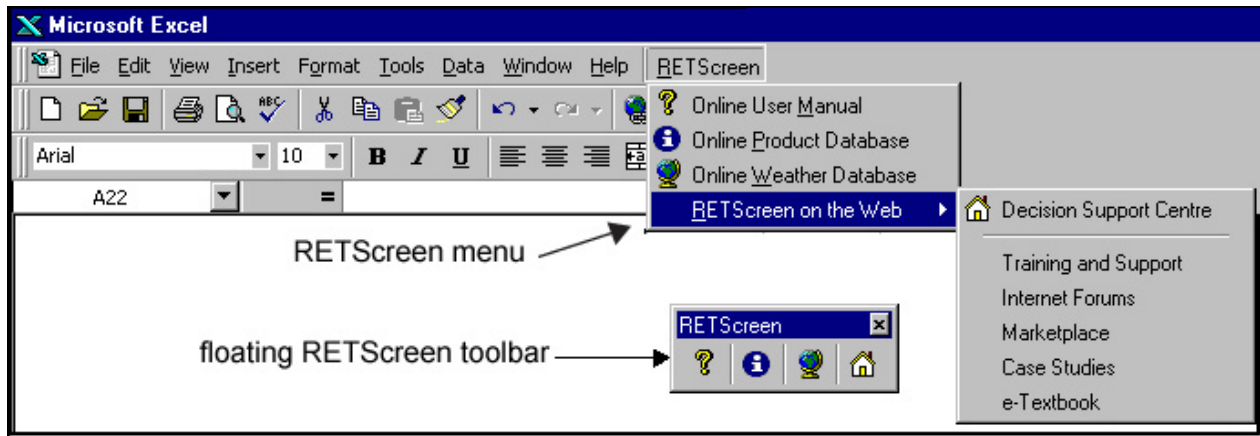 Microsoft Excel
File Edit View Insert Format Tools Data Window Help RETScreen
ABC
Arial 10 B I U
A22 =
Online User Manual
Online Product Database
Online Weather Database
RETScreen on the Web
Decision Support Centre
Training and Support
Internet Forums
Marketplace
Case Studies
e-Textbook
RETScreen menu
RETScreen
floating RETScreen toolbar